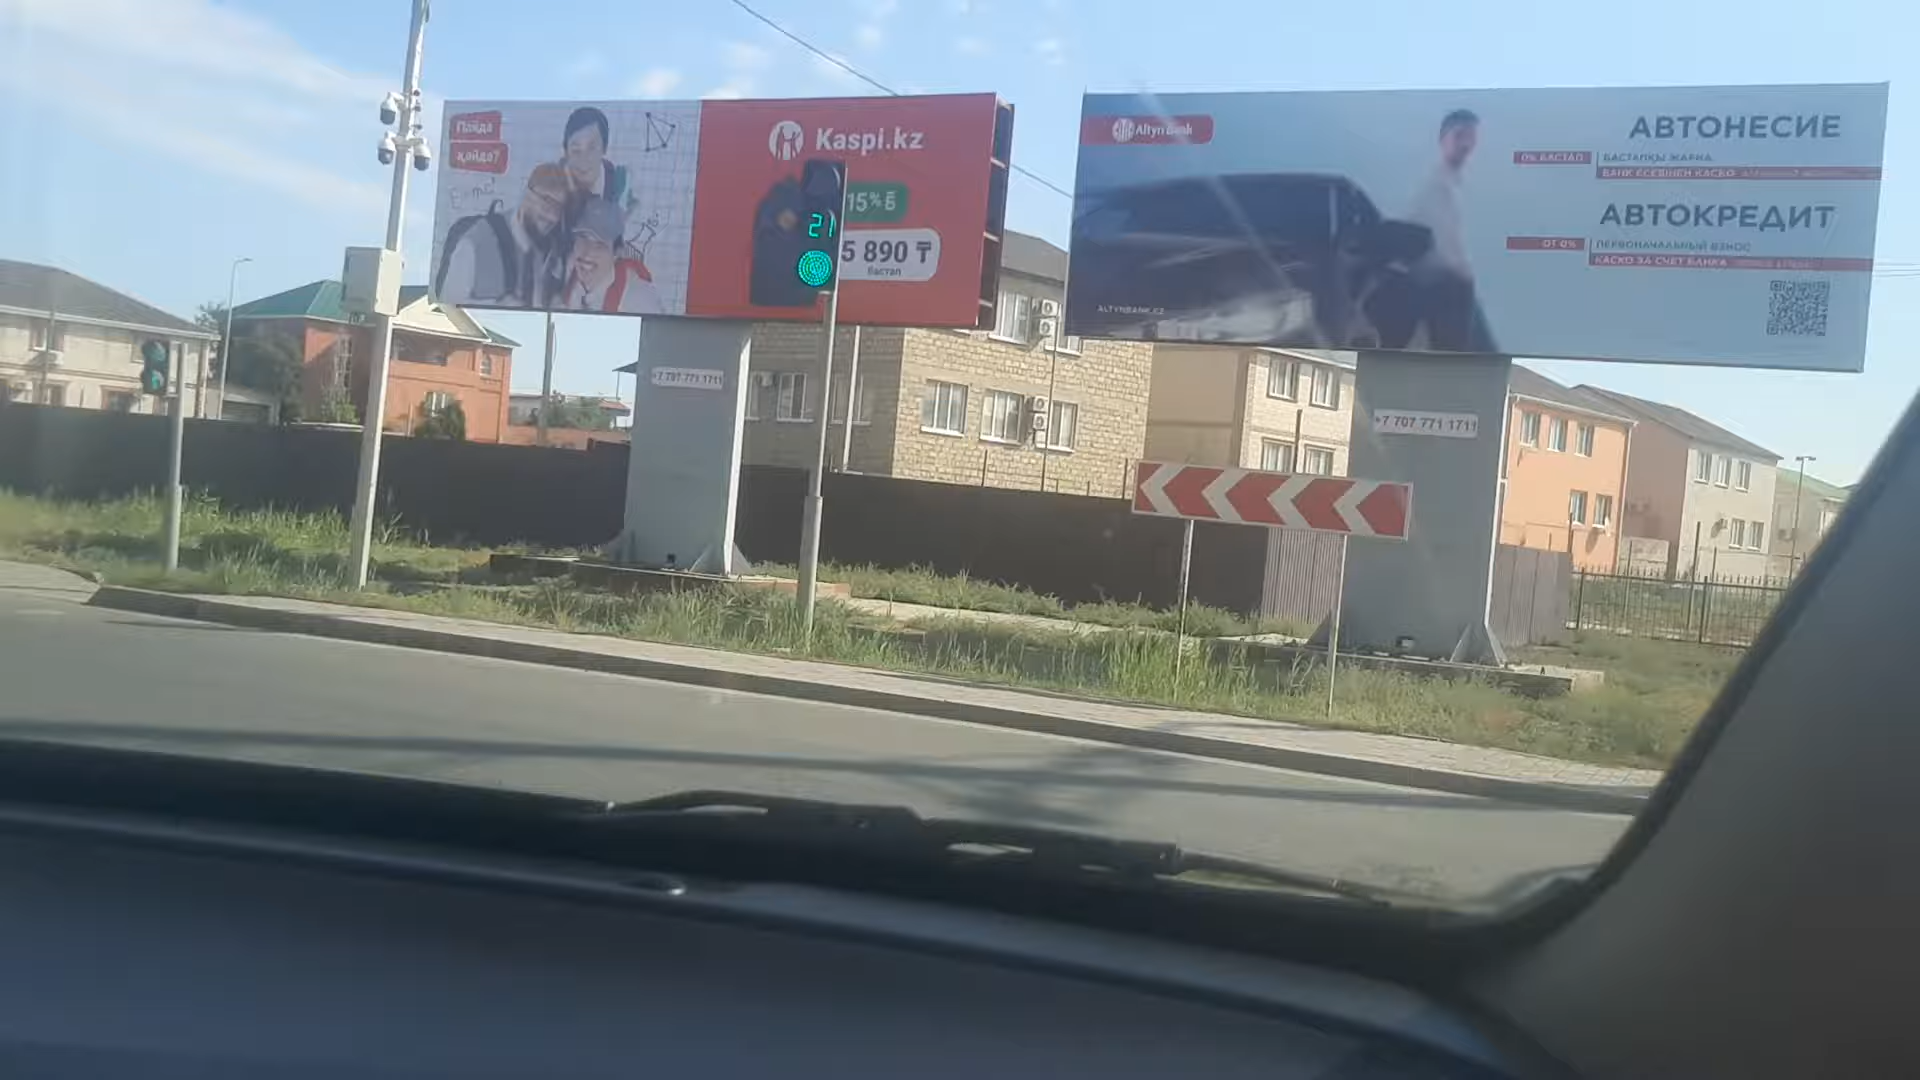 Пайда
қайда?
E=mc²
Kaspi.kz
21
15% Б
5 890 ₸
бастап
+7 707 771 1711
Altyn Bank
АВТОНЕСИЕ
0% БАСТАП
БАСТАПҚЫ ЖАРНА
БАНК ЕСЕБІНЕН КАСКО
АВТОКРЕДИТ
ОТ 0%
ПЕРВОНАЧАЛЬНЫЙ ВЗНОС
КАСКО ЗА СЧЕТ БАНКА
ALTYNBANK.KZ
+7 707 771 1711